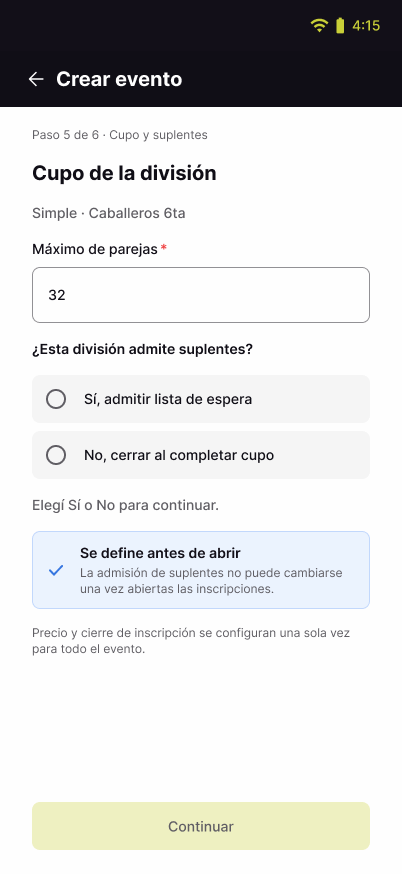 4:15
Crear evento
Paso 5 de 6 · Cupo y suplentes
Cupo de la división
Simple · Caballeros 6ta
Máximo de parejas*
32
¿Esta división admite suplentes?
Sí, admitir lista de espera
No, cerrar al completar cupo
Elegí Sí o No para continuar.
Se define antes de abrir
La admisión de suplentes no puede cambiarse
una vez abiertas las inscripciones.
Precio y cierre de inscripción se configuran una sola vez
para todo el evento.
Continuar